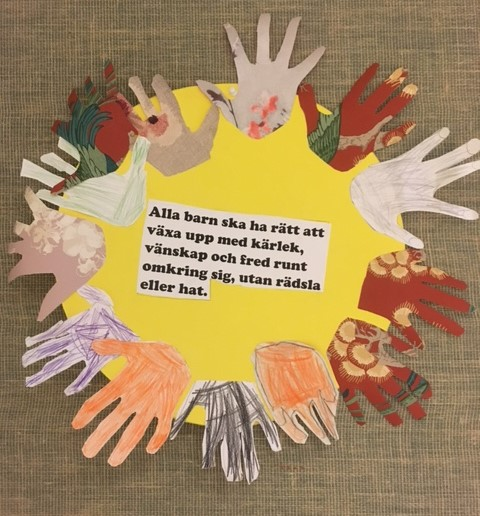 Alla barn ska ha rätt att
växa upp med kärlek,
vänskap och fred runt
omkring sig, utan rädsla
eller hat.